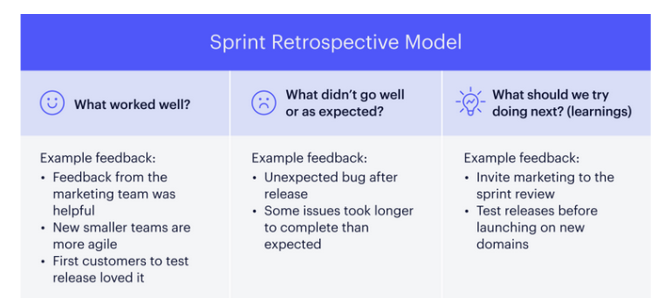 Sprint Retrospective Model
What worked well?
What didn't go well
or as expected?
What should we try
doing next? (learnings)
Example feedback:
• Feedback from the
marketing team was
helpful
• New smaller teams are
more agile
• First customers to test
release loved it
Example feedback:
• Unexpected bug after
release
• Some issues took longer
to complete than
expected
Example feedback:
• Invite marketing to the
sprint review
• Test releases before
launching on new
domains